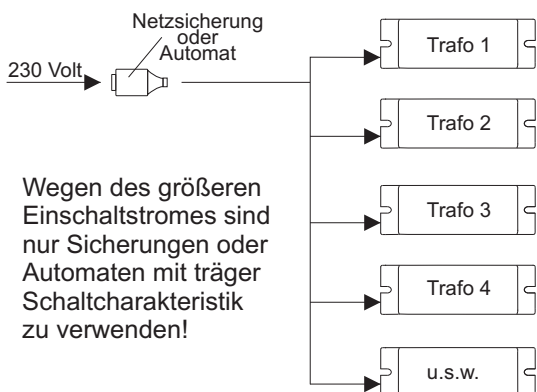 Netzsicherung
oder
Automat
230 Volt
Trafo 1
Trafo 2
Trafo 3
Trafo 4
u.s.w.
Wegen des größeren
Einschaltstromes sind
nur Sicherungen oder
Automaten mit träger
Schaltcharakteristik
zu verwenden!